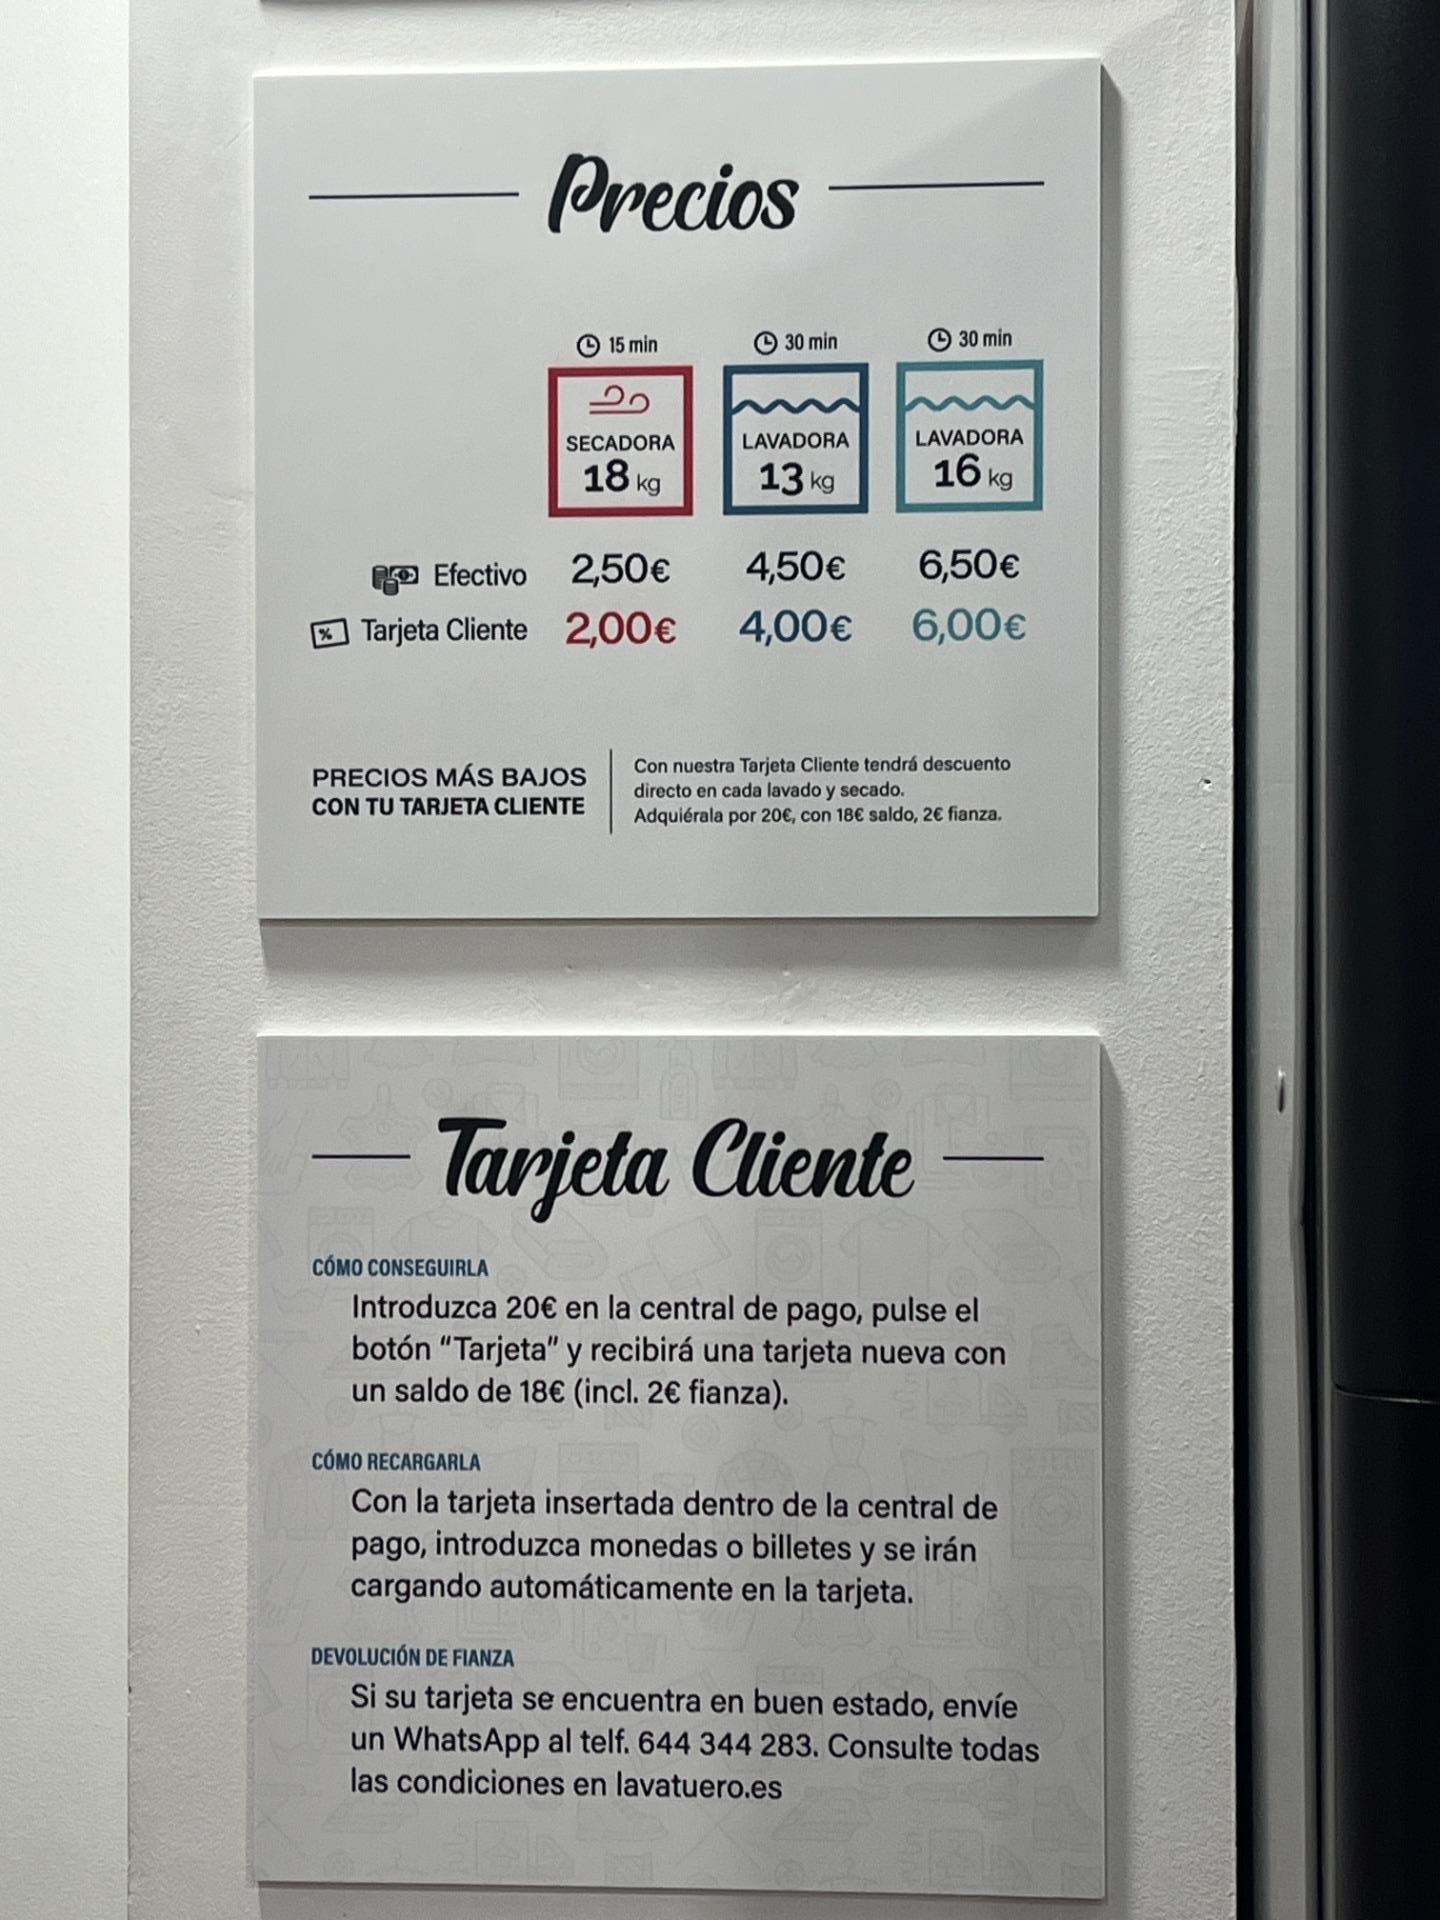 Precios
15 min 30 min 30 min
SECADORA LAVADORA LAVADORA
18 kg 13 kg 16 kg
Efectivo 2,50€ 4,50€ 6,50€
% Tarjeta Cliente 2,00€ 4,00€ 6,00€
PRECIOS MÁS BAJOS
CON TU TARJETA CLIENTE
Con nuestra Tarjeta Cliente tendrá descuento
directo en cada lavado y secado.
Adquiérala por 20€, con 18€ saldo, 2€ fianza.
Tarjeta Cliente
CÓMO CONSEGUIRLA
Introduzca 20€ en la central de pago, pulse el
botón “Tarjeta” y recibirá una tarjeta nueva con
un saldo de 18€ (incl. 2€ fianza).
CÓMO RECARGARLA
Con la tarjeta insertada dentro de la central de
pago, introduzca monedas o billetes y se irán
cargando automáticamente en la tarjeta.
DEVOLUCIÓN DE FIANZA
Si su tarjeta se encuentra en buen estado, envíe
un WhatsApp al telf. 644 344 283. Consulte todas
las condiciones en lavatuero.es